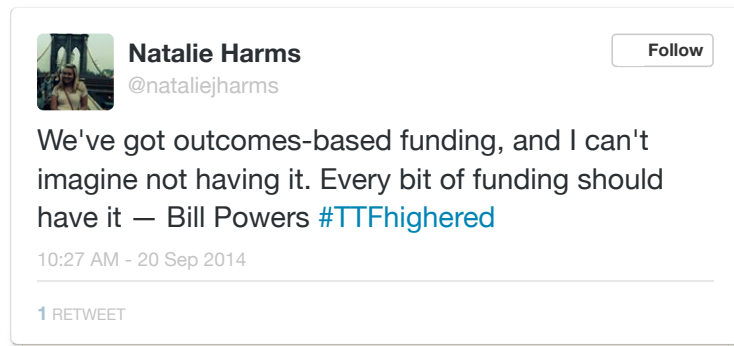 Natalie Harms
Follow
@nataliejharms
We've got outcomes-based funding, and I can't
imagine not having it. Every bit of funding should
have it — Bill Powers #TTFhighered
10:27 AM - 20 Sep 2014
1 RETWEET